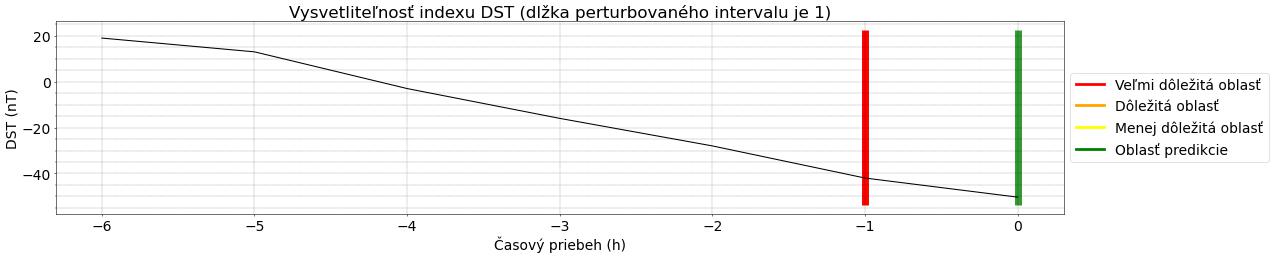 Vysvetliteľnosť indexu DST (dĺžka perturbovaného intervalu je 1)
DST (nT)
20
0
−20
−40
−6 −5 −4 −3 −2 −1 0
Časový priebeh (h)
Veľmi dôležitá oblasť
Dôležitá oblasť
Menej dôležitá oblasť
Oblasť predikcie